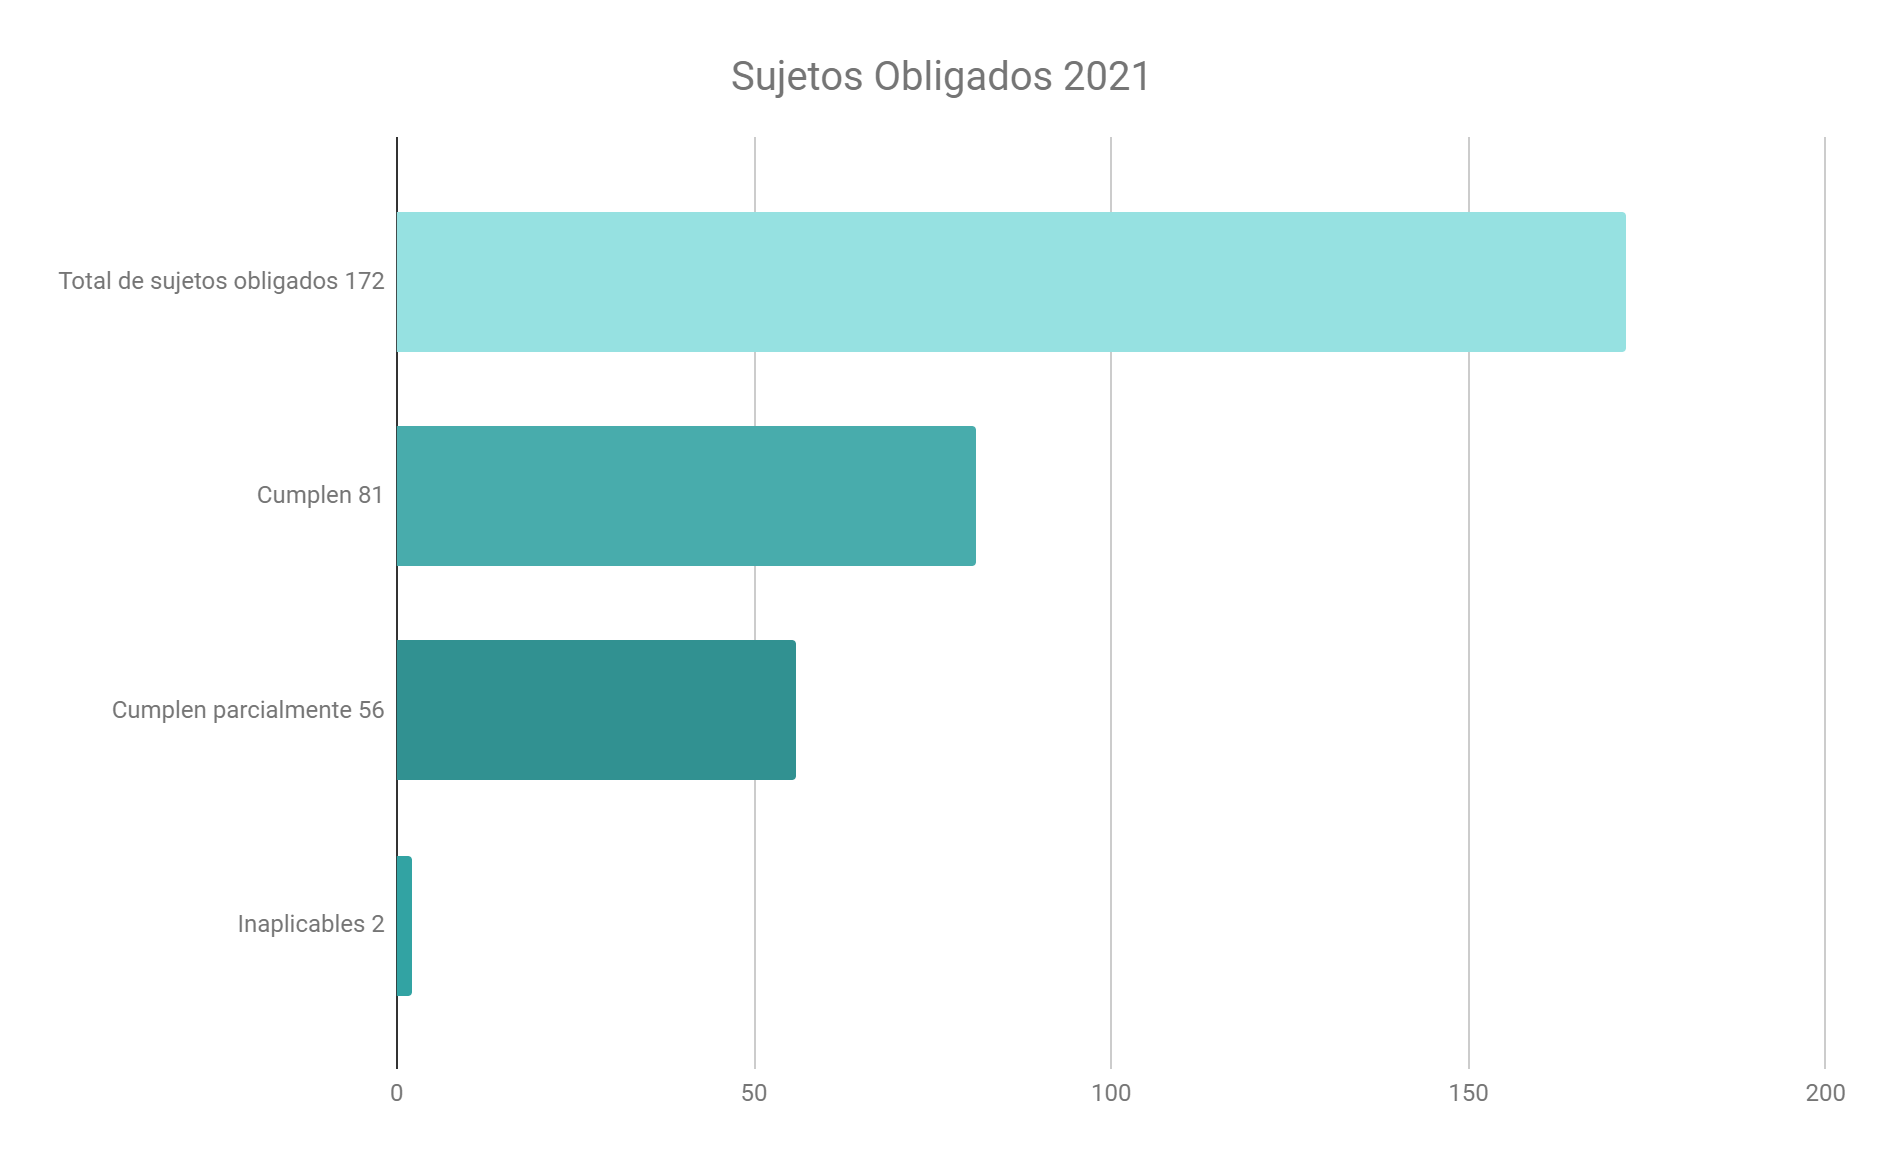 Sujetos Obligados 2021
Total de sujetos obligados 172
Cumplen 81
Cumplen parcialmente 56
Inaplicables 2
0 50 100 150 200